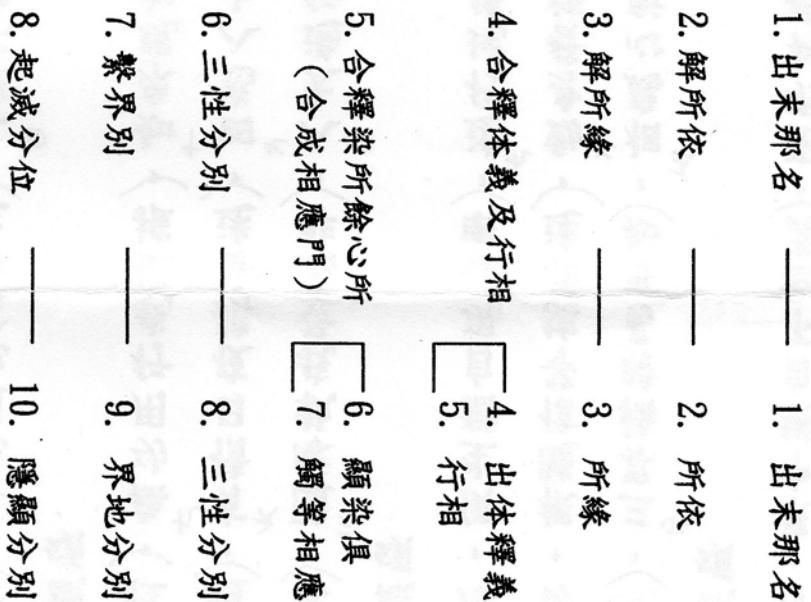 1. 出末那名 —— 1. 出末那名
2. 解所依 —— 2. 所依
3. 解所緣 —— 3. 所緣
4. 合釋体義及行相 4. 出体釋義
5. 行相
5. 合釋染所餘心所 6. 顯染俱
(合成相應門) 7. 觸等相應
6. 三性分別 —— 8. 三性分別
7. 繫界別 —— 9. 界地分別
8. 起滅分位 —— 10. 隱顯分別